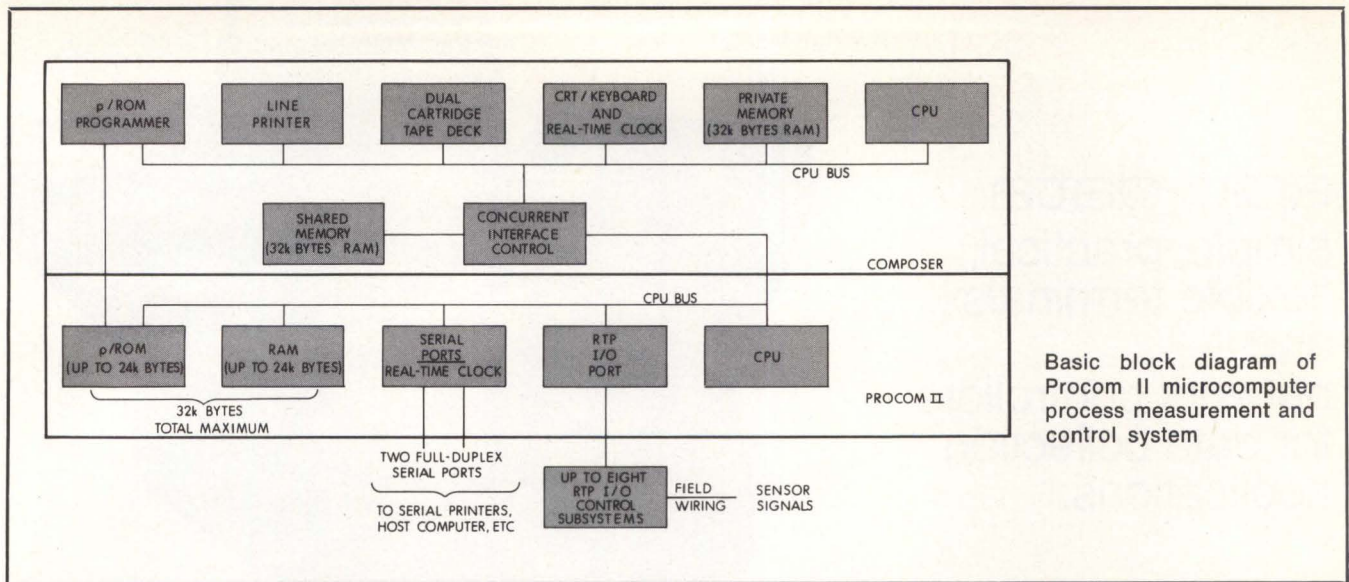 p/ROM
PROGRAMMER
LINE
PRINTER
DUAL
CARTRIDGE
TAPE DECK
CRT/KEYBOARD
AND
REAL-TIME CLOCK
PRIVATE
MEMORY
(32k BYTES RAM)
CPU
CPU BUS
SHARED
MEMORY
(32k BYTES RAM)
CONCURRENT
INTERFACE
CONTROL
COMPOSER
CPU BUS
p/ROM
(UP TO 24k BYTES)
RAM
(UP TO 24k BYTES)
SERIAL
PORTS
REAL-TIME CLOCK
RTP
I/O
PORT
CPU
32k BYTES
TOTAL MAXIMUM
PROCOM II
TWO FULL-DUPLEX
SERIAL PORTS
TO SERIAL PRINTERS,
HOST COMPUTER, ETC
UP TO EIGHT
RTP I/O
CONTROL
SUBSYSTEMS
FIELD
WIRING
SENSOR
SIGNALS
Basic block diagram of
Procom II microcomputer
process measurement and
control system